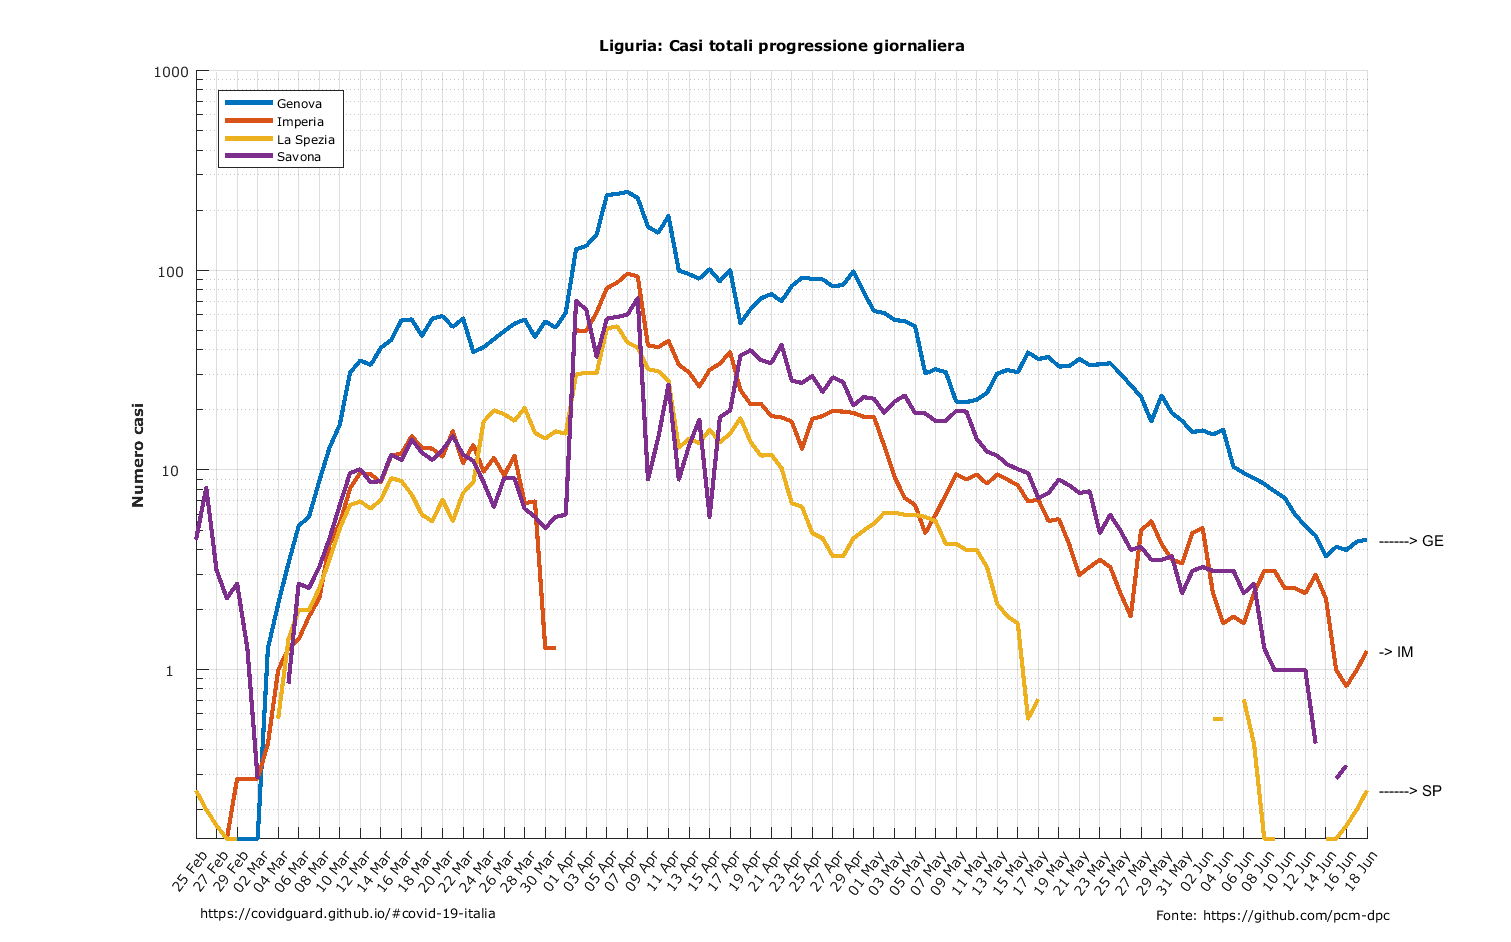 Liguria: Casi totali progressione giornaliera
1000
100
10
1
Numero casi
Genova
Imperia
La Spezia
Savona
------> GE
-> IM
------> SP
25 Feb
27 Feb
29 Feb
02 Mar
04 Mar
06 Mar
08 Mar
10 Mar
12 Mar
14 Mar
16 Mar
18 Mar
20 Mar
22 Mar
24 Mar
26 Mar
28 Mar
30 Mar
01 Apr
03 Apr
05 Apr
07 Apr
09 Apr
11 Apr
13 Apr
15 Apr
17 Apr
19 Apr
21 Apr
23 Apr
25 Apr
27 Apr
29 Apr
01 May
03 May
05 May
07 May
09 May
11 May
13 May
15 May
17 May
19 May
21 May
23 May
25 May
27 May
29 May
31 May
02 Jun
04 Jun
06 Jun
08 Jun
10 Jun
12 Jun
14 Jun
16 Jun
18 Jun
https://covidguard.github.io/#covid-19-italia
Fonte: https://github.com/pcm-dpc